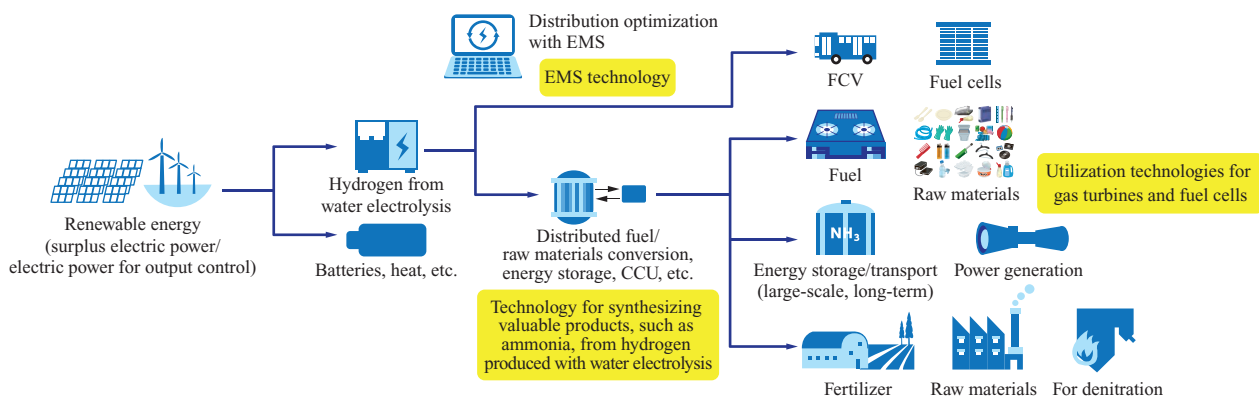 Distribution optimization
with EMS
EMS technology
FCV
Fuel cells
Hydrogen from
water electrolysis
Fuel
Raw materials
Utilization technologies for
gas turbines and fuel cells
Renewable energy
(surplus electric power/
electric power for output control)
Batteries, heat, etc.
Distributed fuel/
raw materials conversion,
energy storage, CCU, etc.
NH3
Energy storage/transport
(large-scale, long-term)
Power generation
Technology for synthesizing
valuable products, such as
ammonia, from hydrogen
produced with water electrolysis
Fertilizer
Raw materials
For denitration